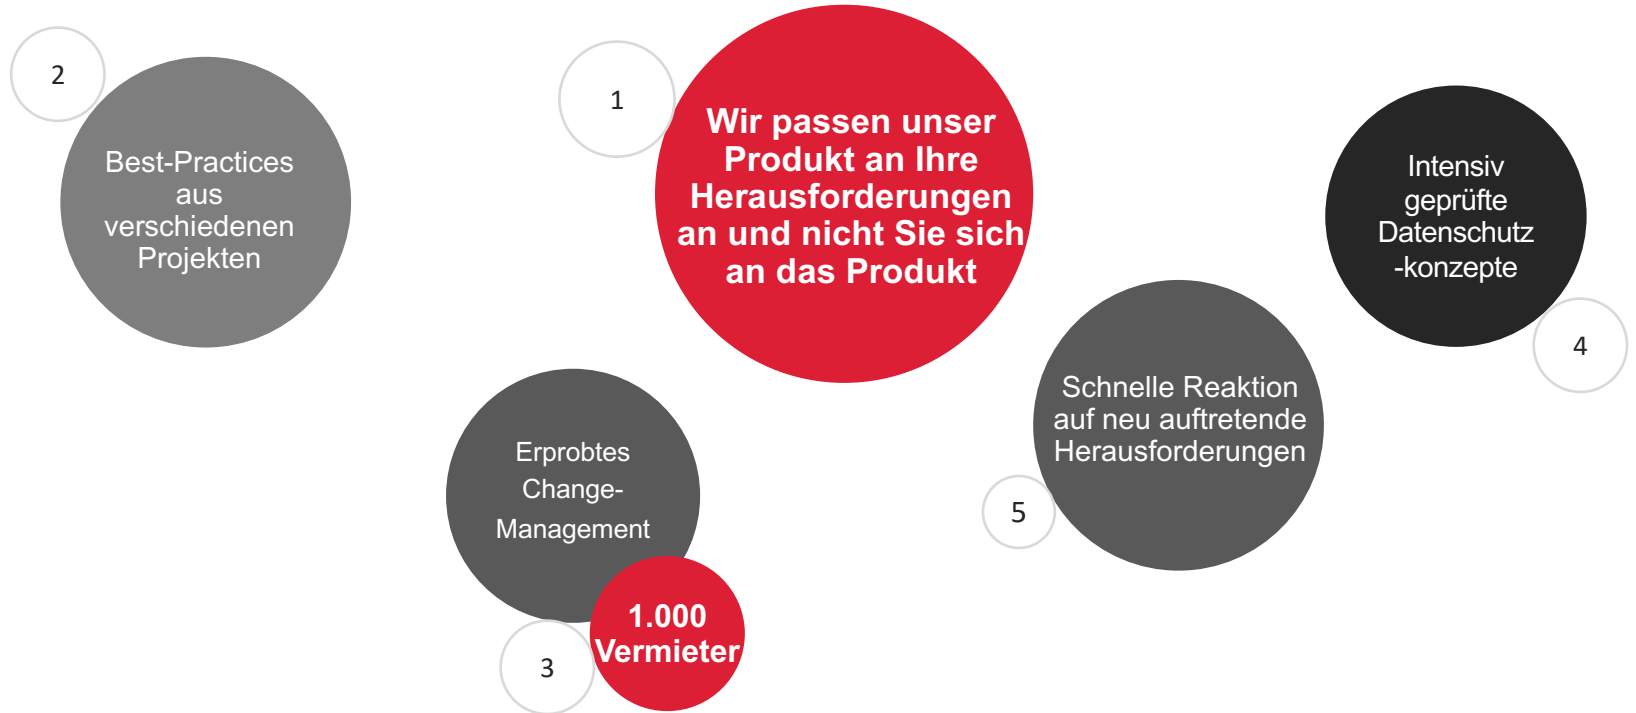 1
Wir passen unser
Produkt an Ihre
Herausforderungen
an und nicht Sie sich
an das Produkt
2
Best-Practices
aus
verschiedenen
Projekten
3
Erprobtes
Change-
Management
1.000
Vermieter
4
Intensiv
geprüfte
Datenschutz
-konzepte
5
Schnelle Reaktion
auf neu auftretende
Herausforderungen